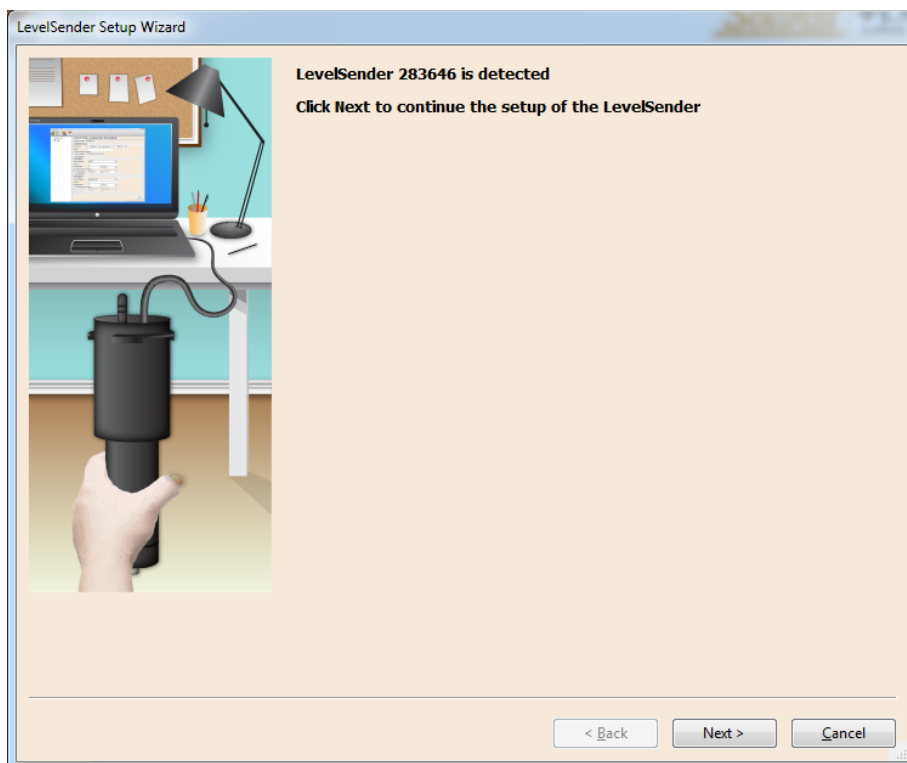 LevelSender Setup Wizard
LevelSender 283646 is detected
Click Next to continue the setup of the LevelSender
< Back
Next >
Cancel